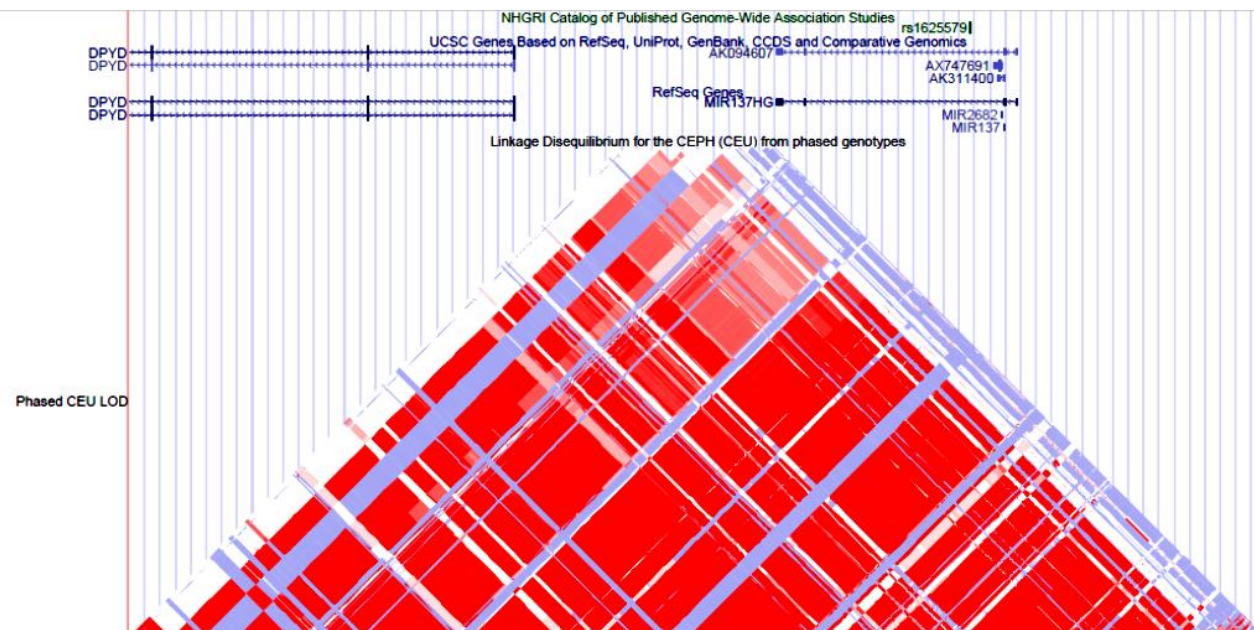 NHGRI Catalog of Published Genome-Wide Association Studies
rs1625579
UCSC Genes Based on RefSeq, UniProt, GenBank, CCDS and Comparative Genomics
DPYD
AK094607
DPYD
AX747691
AK311400
RefSeq Genes
DPYD
MIR137HG
DPYD
MIR2682
MIR137
Linkage Disequilibrium for the CEPH (CEU) from phased genotypes
Phased CEU LOD